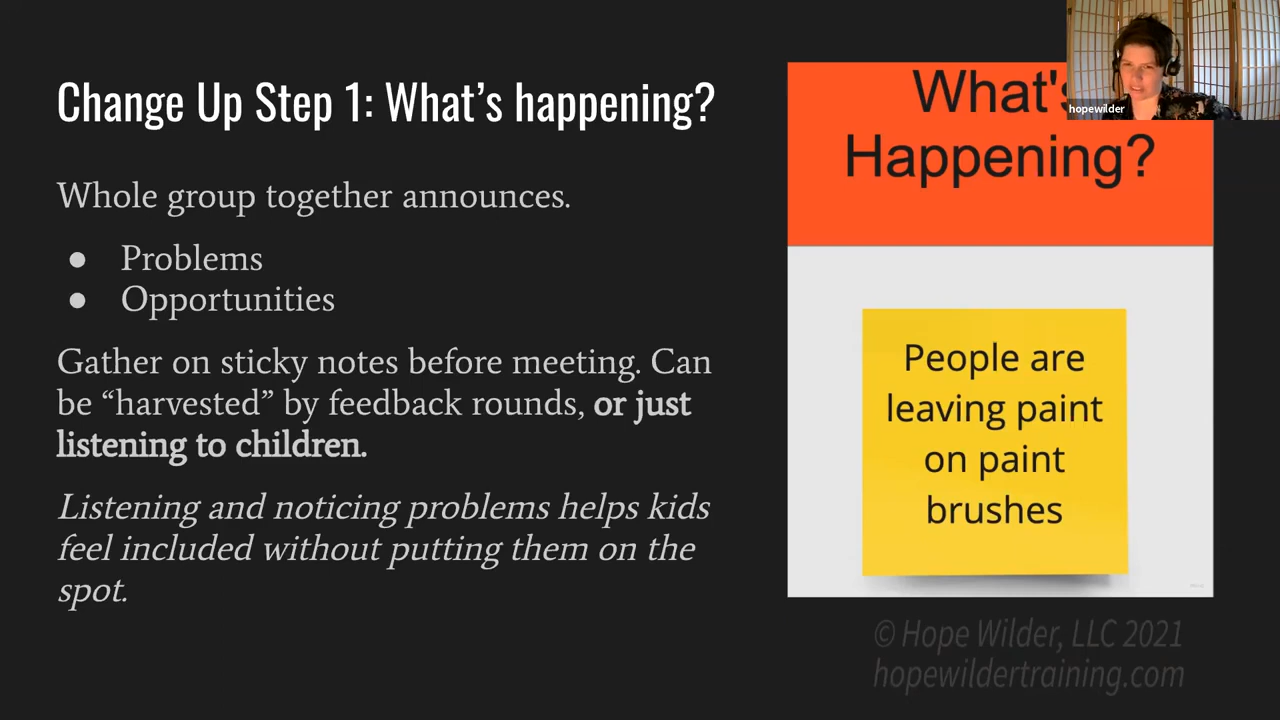 Change Up Step 1: What’s happening?
Whole group together announces.
● Problems
● Opportunities
Gather on sticky notes before meeting. Can
be “harvested” by feedback rounds, or just
listening to children.
Listening and noticing problems helps kids
feel included without putting them on the
spot.
What's
Happening?
hopewilder
People are
leaving paint
on paint
brushes
© Hope Wilder, LLC 2021
hopewildertraining.com